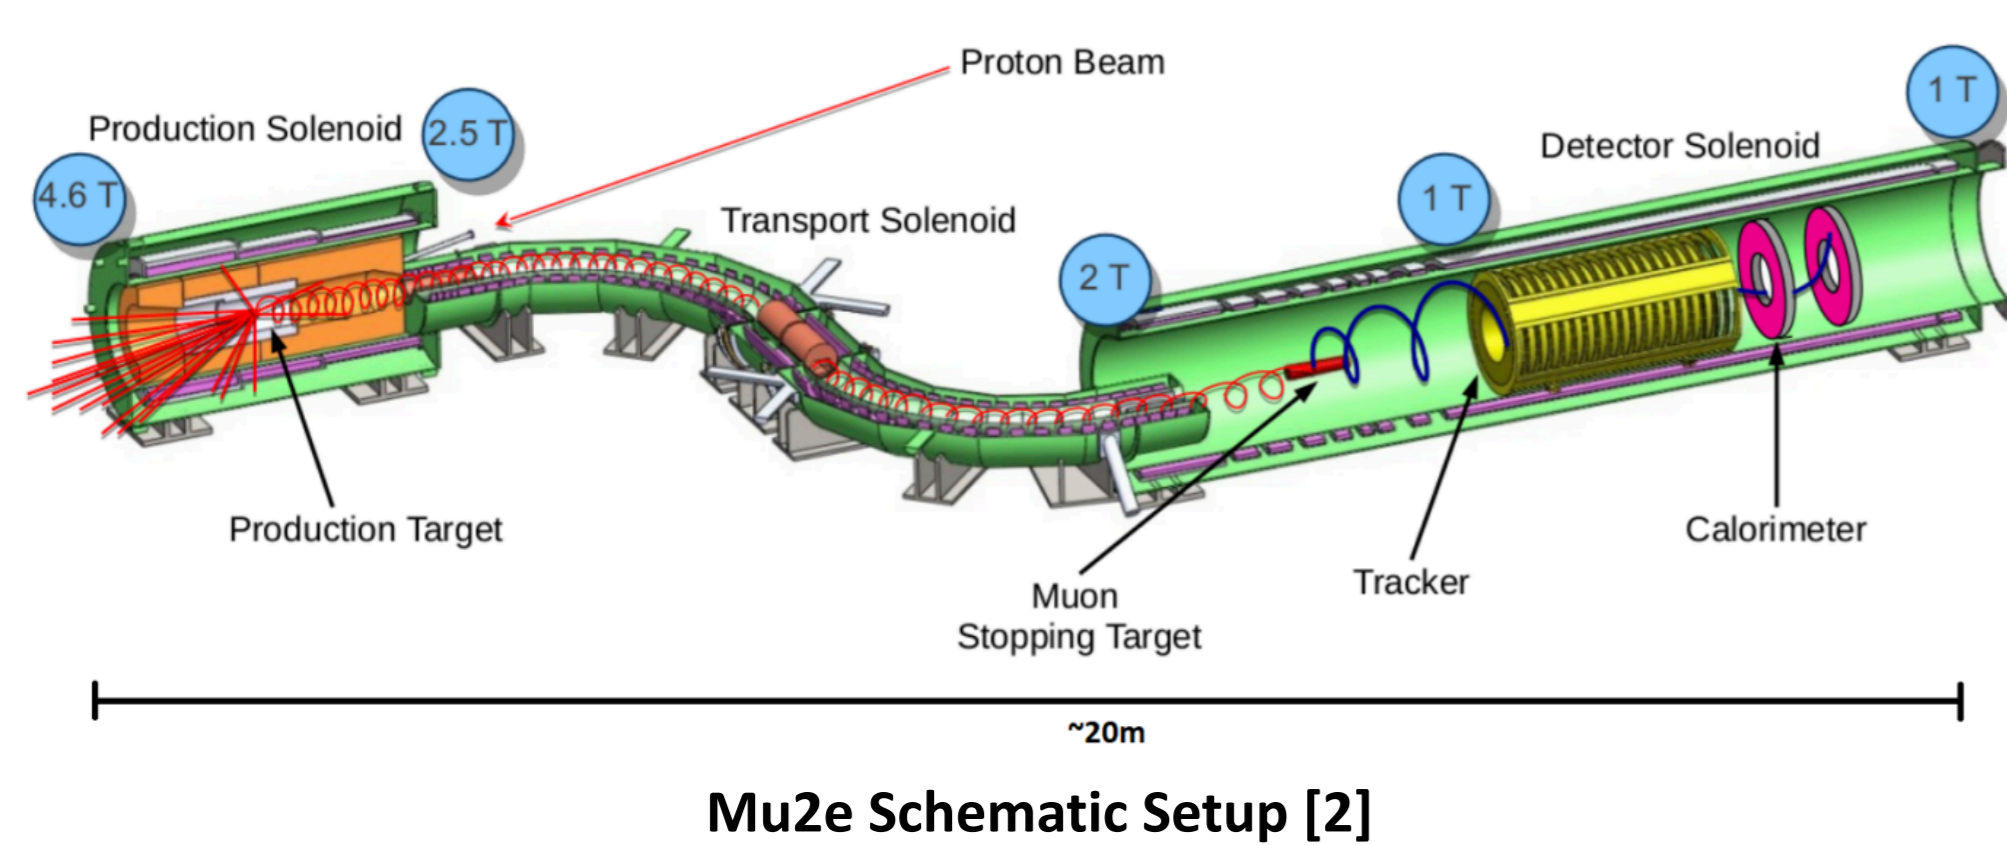 Proton Beam
1 T
Production Solenoid
2.5 T
Detector Solenoid
4.6 T
1 T
Transport Solenoid
2 T
Production Target
Calorimeter
Muon
Stopping Target
Tracker
~20m
Mu2e Schematic Setup [2]